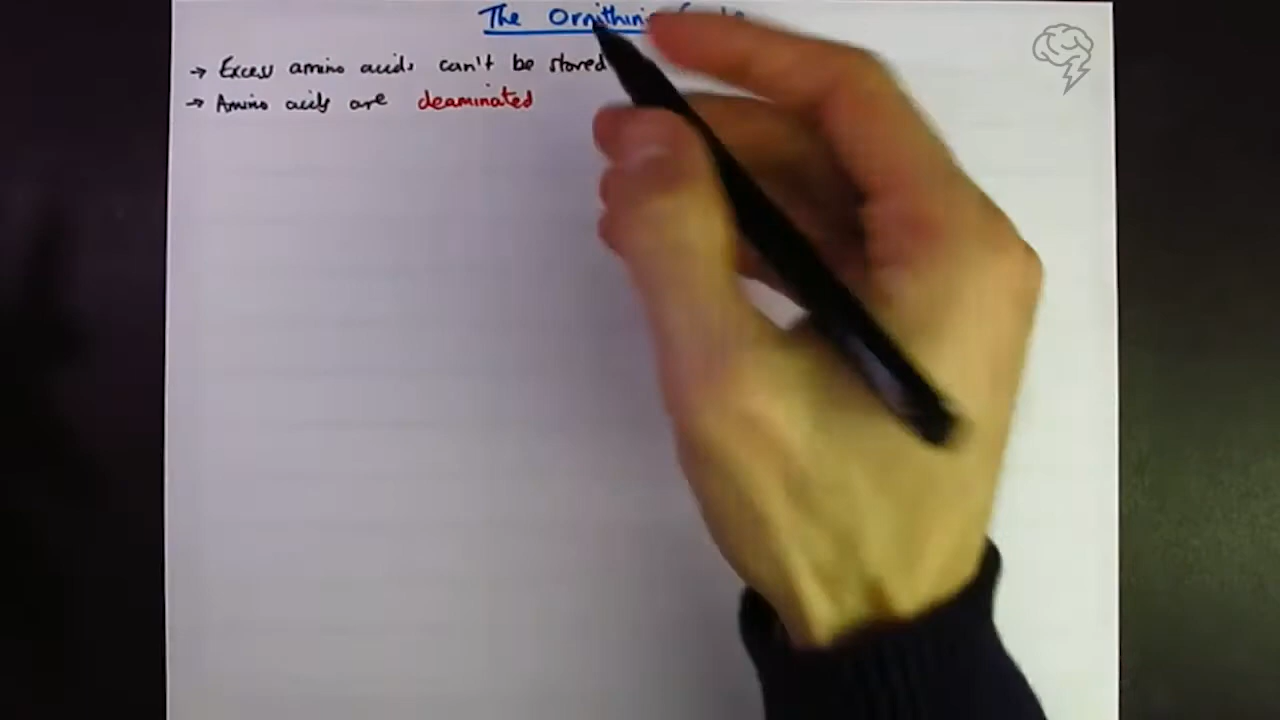 The Ornithine
→ Excess amino acids can't be stored
→ Amino acids are deaminated